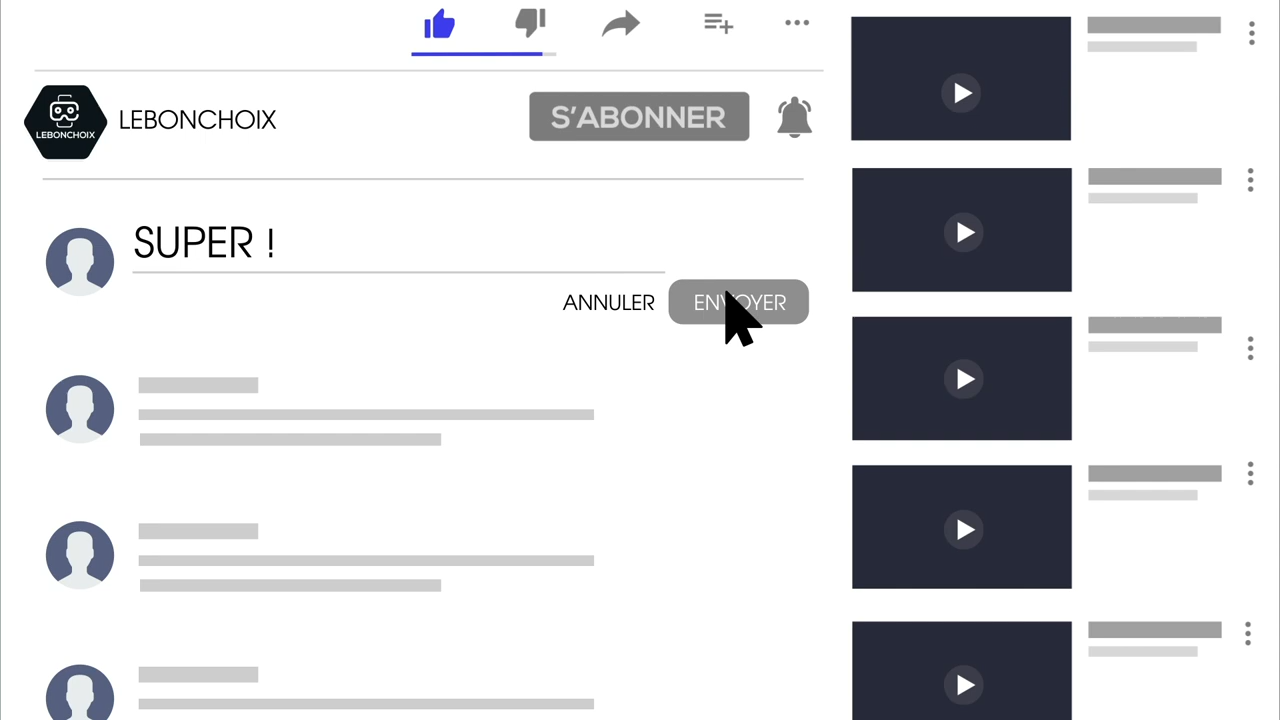 LEBONCHOIX
LEBONCHOIX
S'ABONNER
SUPER !
ANNULER
ENVOYER